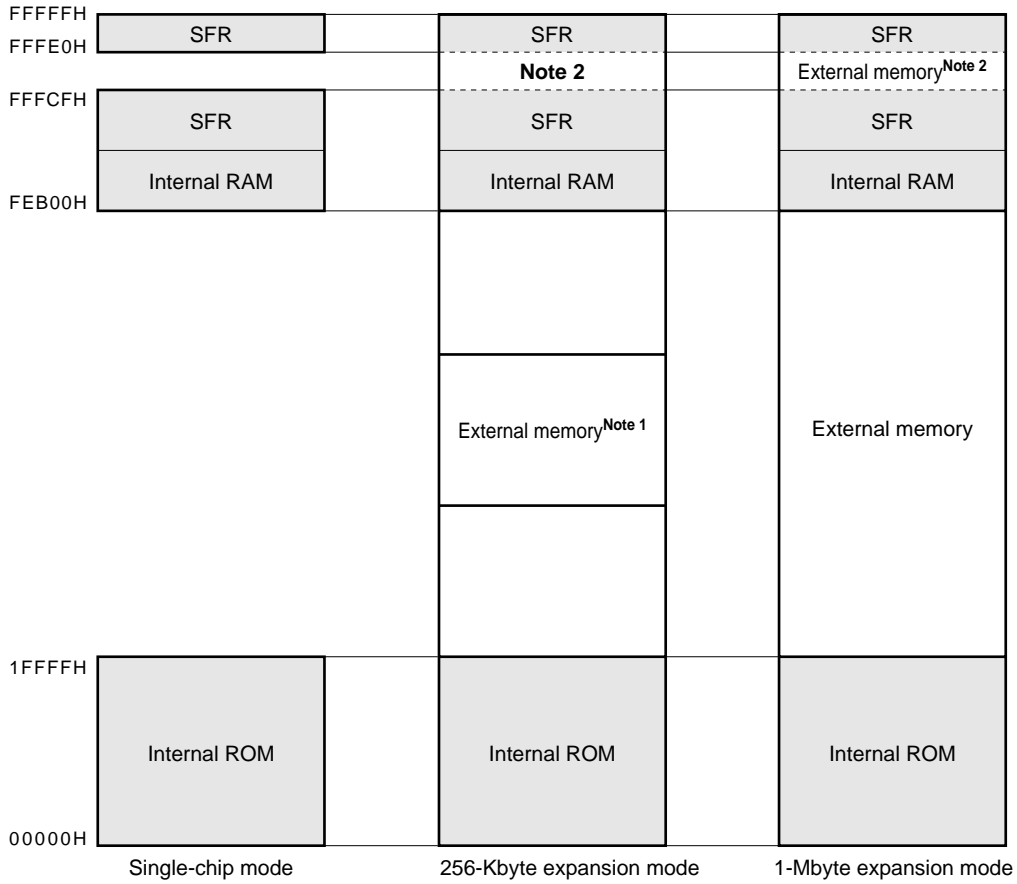 FFFFFH
SFR SFR SFR
FFFE0H
Note 2 External memoryNote 2
FFFCFH
SFR SFR SFR
Internal RAM Internal RAM Internal RAM
FEB00H
External memoryNote 1 External memory
1FFFFH
Internal ROM Internal ROM Internal ROM
00000H
Single-chip mode 256-Kbyte expansion mode 1-Mbyte expansion mode